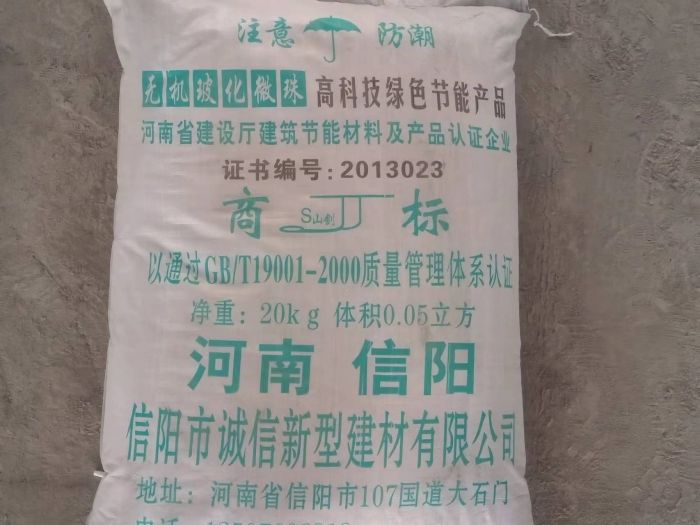 注意 防潮
无机玻化微珠 高科技绿色节能产品
河南省建设厅建筑节能材料及产品认证企业
证书编号:2013023
商 S山剑 标
以通过GB/T19001-2000质量管理体系认证
净重: 20kg 体积0.05立方
河南 信阳
信阳市诚信新型建材有限公司
地址: 河南省信阳市107国道大石门